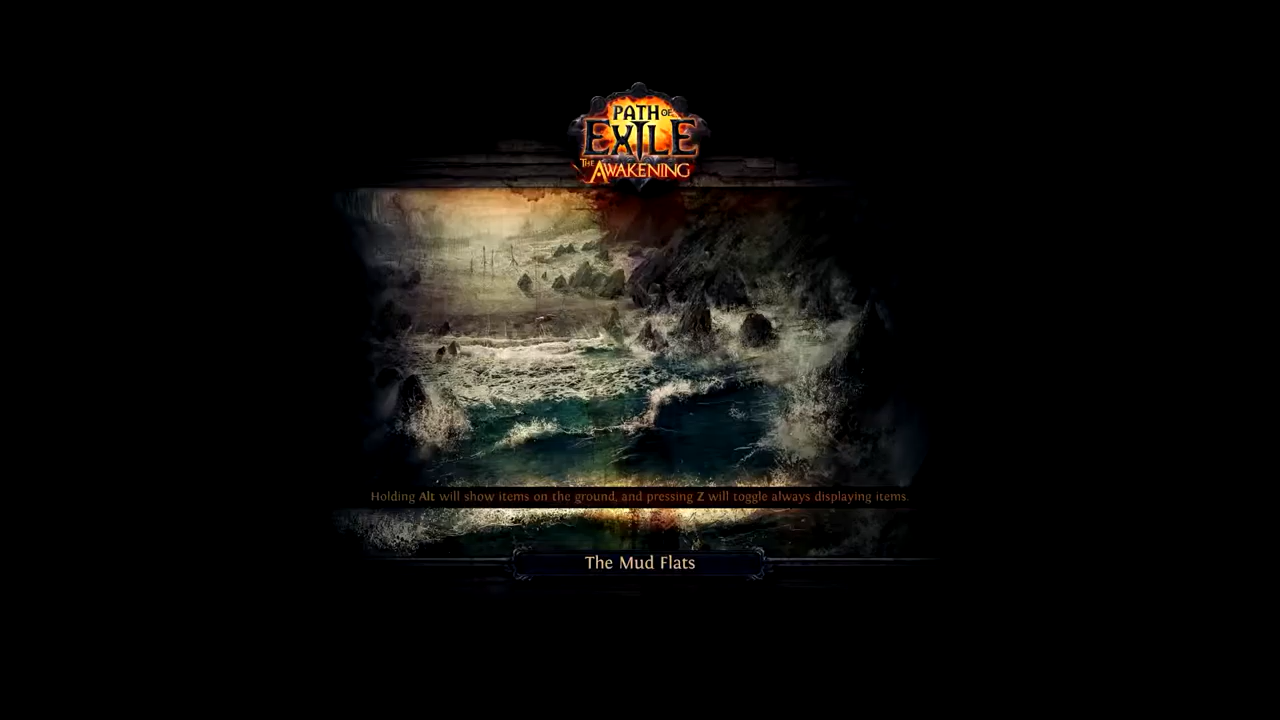 PATH OF
EXILE
THE AWAKENING
Holding Alt will show items on the ground, and pressing Z will toggle always displaying items.
The Mud Flats